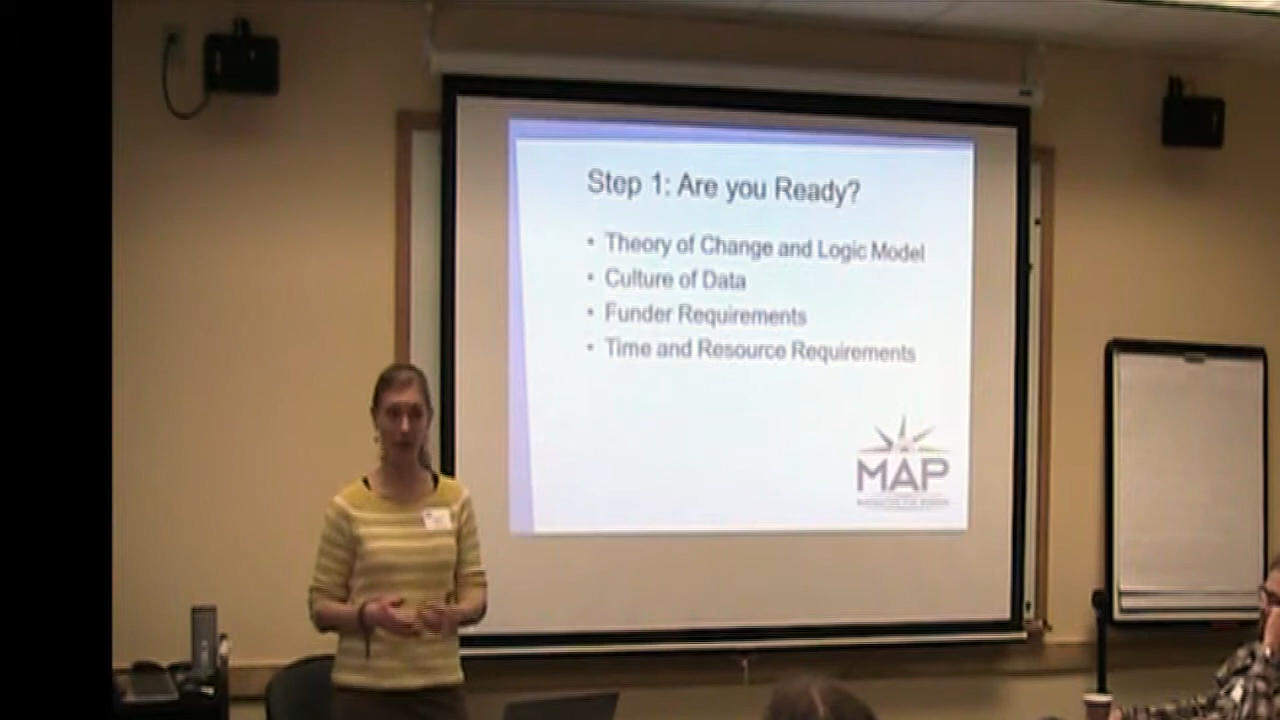 Step 1: Are you Ready?
• Theory of Change and Logic Model
• Culture of Data
• Funder Requirements
• Time and Resource Requirements
MAP